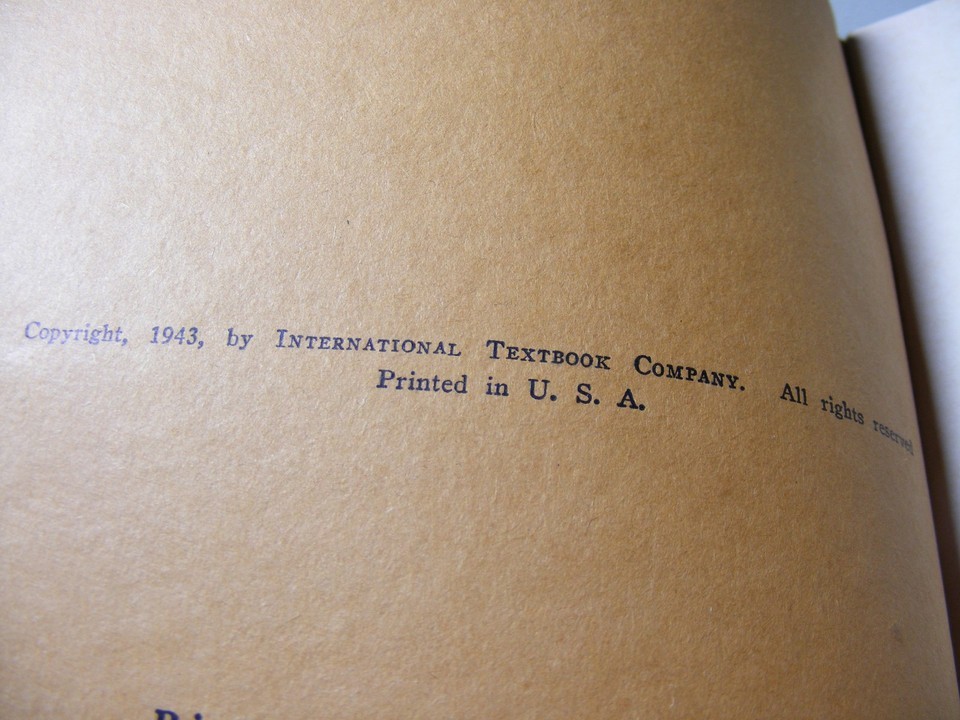 Copyright, 1943, by INTERNATIONAL TEXTBOOK COMPANY. All rights reserved
Printed in U. S. A.